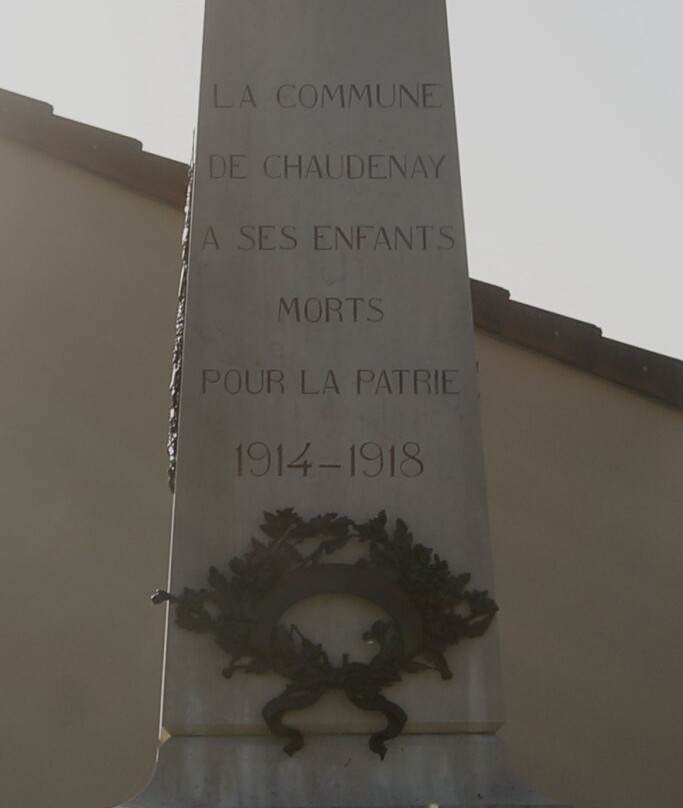 LA COMMUNE
DE CHAUDENAY
A SES ENFANTS
MORTS
POUR LA PATRIE
1914-1918